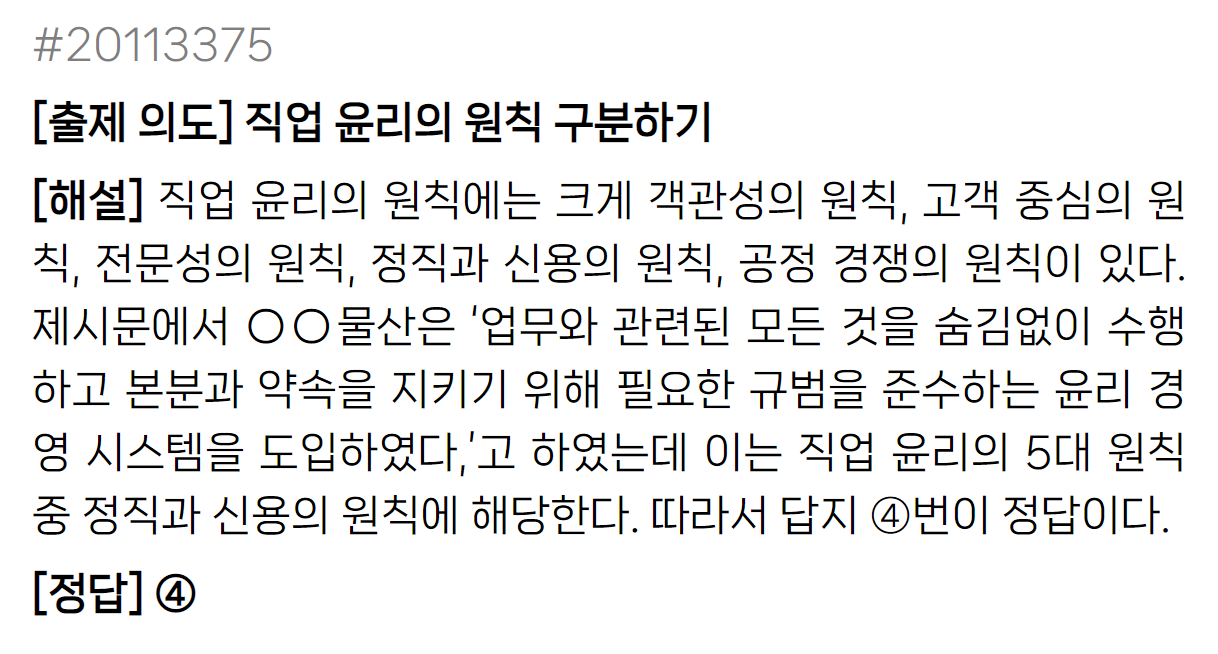 #20113375
[출제 의도] 직업 윤리의 원칙 구분하기
[해설] 직업 윤리의 원칙에는 크게 객관성의 원칙, 고객 중심의 원
칙, 전문성의 원칙, 정직과 신용의 원칙, 공정 경쟁의 원칙이 있다.
제시문에서 ○○물산은 '업무와 관련된 모든 것을 숨김없이 수행
하고 본분과 약속을 지키기 위해 필요한 규범을 준수하는 윤리 경
영 시스템을 도입하였다,'고 하였는데 이는 직업 윤리의 5대 원칙
중 정직과 신용의 원칙에 해당한다. 따라서 답지 ④번이 정답이다.
[정답] ④